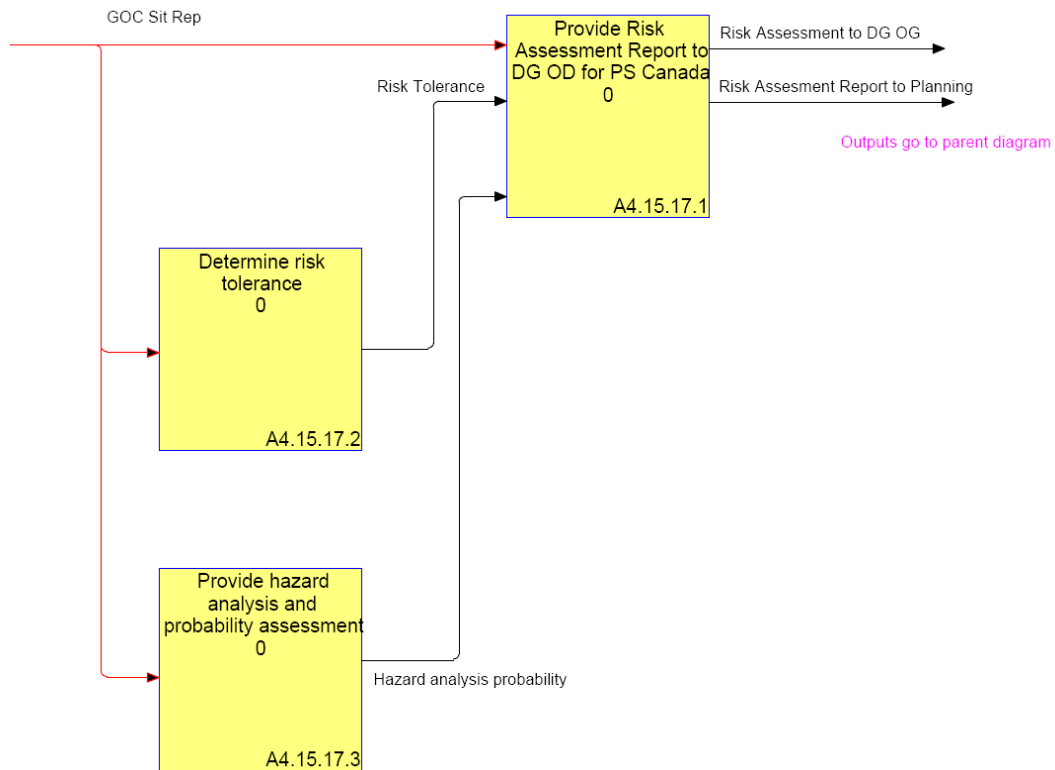 GOC Sit Rep
Provide Risk
Assessment Report to
DG OD for PS Canada
0
A4.15.17.1
Risk Assessment to DG OG
Risk Assesment Report to Planning
Outputs go to parent diagram
Risk Tolerance
Determine risk
tolerance
0
A4.15.17.2
Provide hazard
analysis and
probability assessment
0
A4.15.17.3
Hazard analysis probability